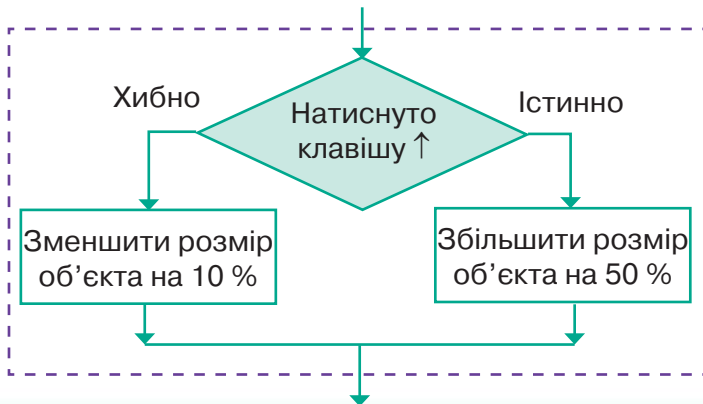 Хибно
Істинно
Натиснуто
клавішу ↑
Зменшити розмір
об’єкта на 10 %
Збільшити розмір
об’єкта на 50 %